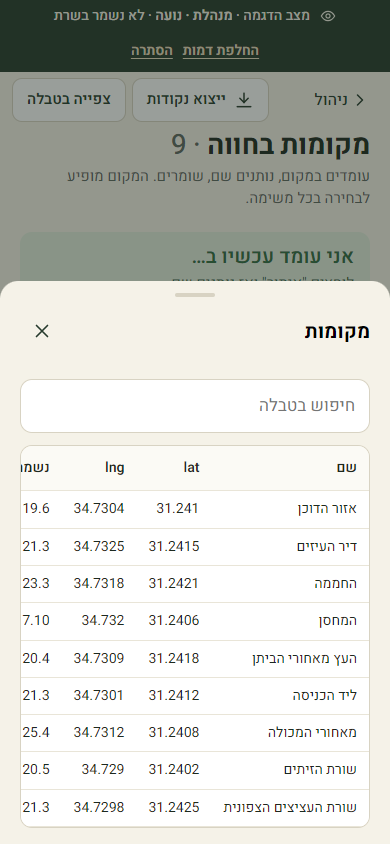 מצב הדגמה · מנהלת · נועה · לא נשמר בשרת
החלפת דמות הסתרה
ניהול
ייצוא נקודות
צפייה בטבלה
מקומות בחווה · 9
עומדים במקום, נותנים שם, שומרים. המקום מופיע
לבחירה בכל משימה.
אני עומד עכשיו ב...
מקומות
חיפוש בטבלה
שם lat lng
אזור הדוכן 31.241 34.7304 19.6
דיר העיזים 31.2415 34.7325 21.3
החממה 31.2421 34.7318 23.3
המחסן 31.2406 34.732 7.10
העץ מאחורי הביתן 31.2418 34.7309 20.4
ליד הכניסה 31.2412 34.7301 21.3
מאחורי המכולה 31.2408 34.7312 25.4
שורת הזיתים 31.2402 34.729 20.5
שורת העציצים הצפונית 31.2425 34.7298 21.3